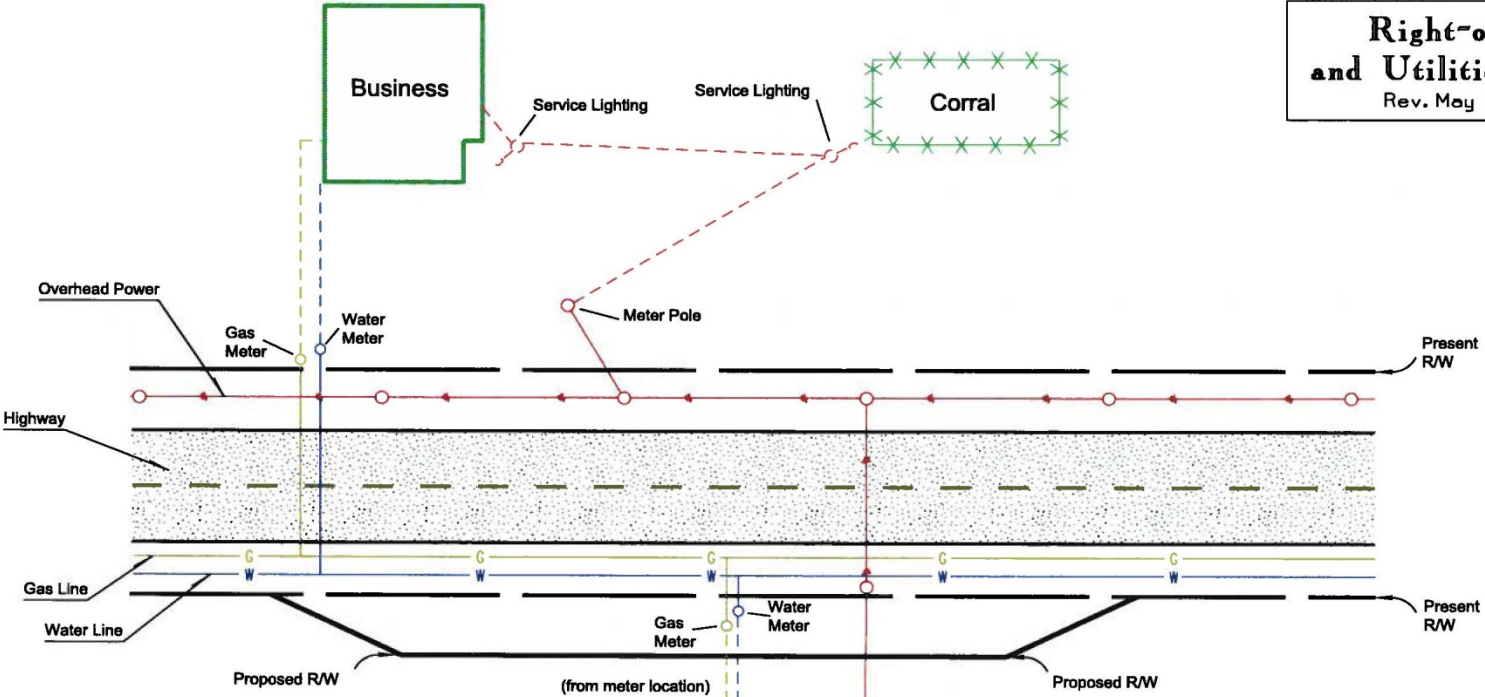 Right-o
and Utiliti
Rev. May
Business
Service Lighting
Service Lighting
Corral
Overhead Power
Gas
Meter
Water
Meter
Meter Pole
Present
R/W
Highway
G G G G G
W W W W W
Gas Line
Water Line
Gas
Meter
Water
Meter
Present
R/W
Proposed R/W
(from meter location)
Proposed R/W